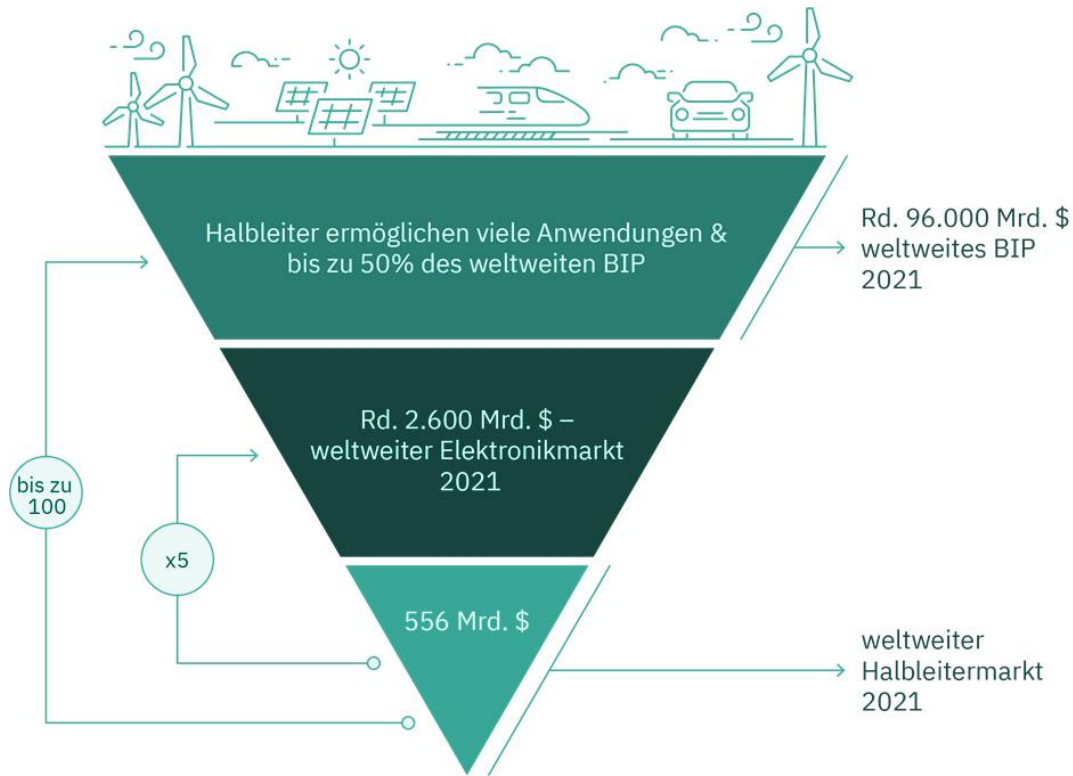 Halbleiter ermöglichen viele Anwendungen &
bis zu 50% des weltweiten BIP
Rd. 96.000 Mrd. $
weltweites BIP
2021
Rd. 2.600 Mrd. $ –
weltweiter Elektronikmarkt
2021
bis zu
100
x5
556 Mrd. $
weltweiter
Halbleitermarkt
2021